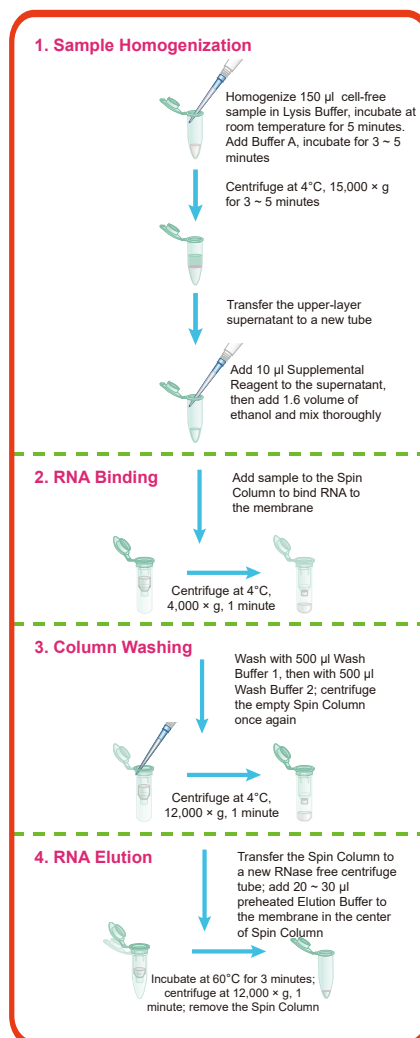 1. Sample Homogenization
Homogenize 150 µl cell-free
sample in Lysis Buffer, incubate at
room temperature for 5 minutes.
Add Buffer A, incubate for 3 ~ 5
minutes
Centrifuge at 4°C, 15,000 × g
for 3 ~ 5 minutes
Transfer the upper-layer
supernatant to a new tube
Add 10 µl Supplemental
Reagent to the supernatant,
then add 1.6 volume of
ethanol and mix thoroughly
2. RNA Binding
Add sample to the Spin
Column to bind RNA to
the membrane
Centrifuge at 4°C,
4,000 × g, 1 minute
3. Column Washing
Wash with 500 µl Wash
Buffer 1, then with 500 µl
Wash Buffer 2; centrifuge
the empty Spin Column
once again
Centrifuge at 4°C,
12,000 × g, 1 minute
4. RNA Elution
Transfer the Spin Column to
a new RNase free centrifuge
tube; add 20 ~ 30 µl
preheated Elution Buffer to
the membrane in the center
of Spin Column
Incubate at 60°C for 3 minutes;
centrifuge at 12,000 × g, 1
minute; remove the Spin Column